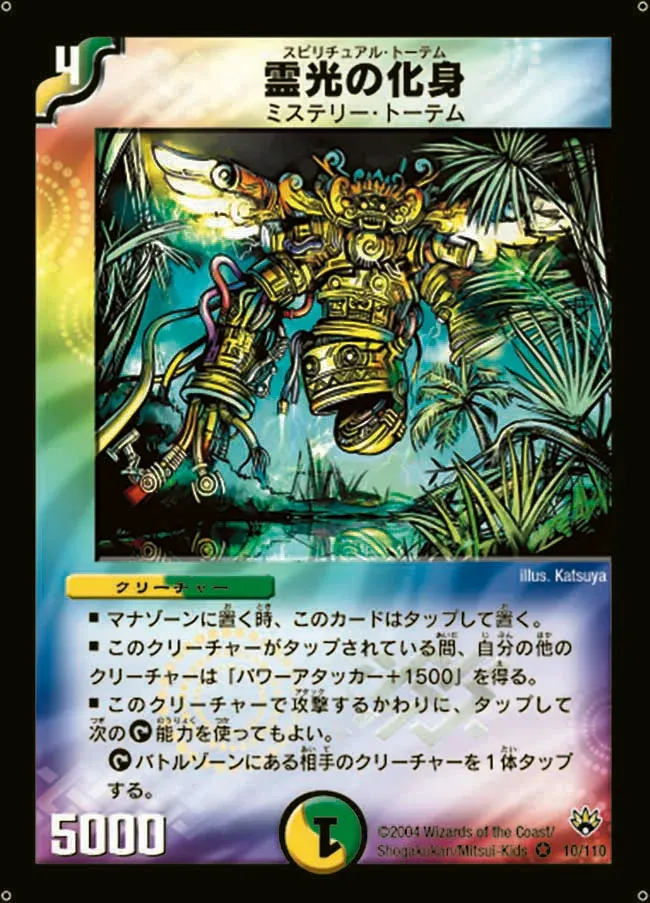 4
スピリチュアル・トーテム
霊光の化身
ミステリー・トーテム
illus. Katsuya
クリーチャー
■ マナゾーンに置く時、このカードはタップして置く。
■ このクリーチャーがタップされている間、自分の他の
クリーチャーは「パワーアタッカー+1500」を得る。
■ このクリーチャーで攻撃するかわりに、タップして
次の能力を使ってもよい。
バトルゾーンにある相手のクリーチャーを1体タップ
する。
5000
1
©2004 Wizards of the Coast/
Shogakukan/Mitsui-Kids
10/110